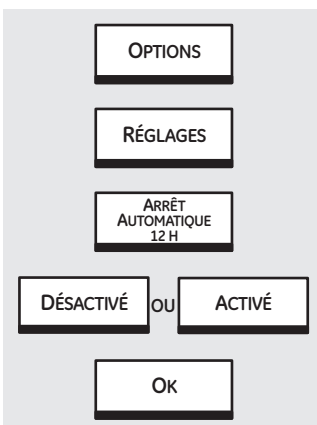 OPTIONS
RÉGLAGES
ARRÊT
AUTOMATIQUE
12 H
DÉSACTIVÉ OU ACTIVÉ
OK